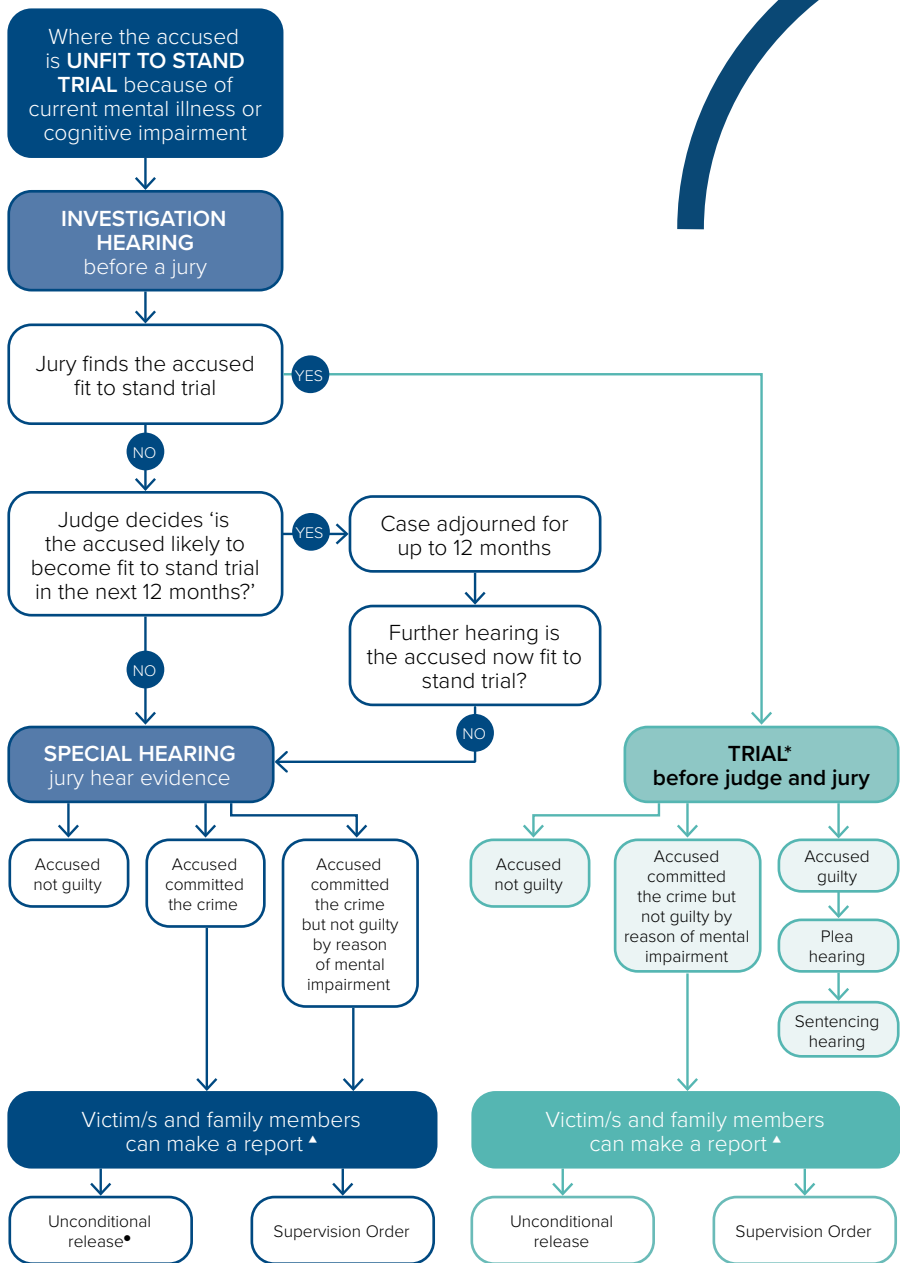 Where the accused
is UNFIT TO STAND
TRIAL because of
current mental illness or
cognitive impairment
INVESTIGATION
HEARING
before a jury
Jury finds the accused
fit to stand trial
YES
NO
Judge decides ‘is
the accused likely to
become fit to stand trial
in the next 12 months?’
YES
Case adjourned for
up to 12 months
Further hearing is
the accused now fit to
stand trial?
NO
NO
SPECIAL HEARING
jury hear evidence
TRIAL*
before judge and jury
Accused
not guilty
Accused
committed
the crime
Accused
committed
the crime
but not guilty
by reason
of mental
impairment
Accused
not guilty
Accused
committed
the crime but
not guilty by
reason of mental
impairment
Accused
guilty
Plea
hearing
Sentencing
hearing
Victim/s and family members
can make a report ▲
Victim/s and family members
can make a report ▲
Unconditional
release●
Supervision Order
Unconditional
release
Supervision Order